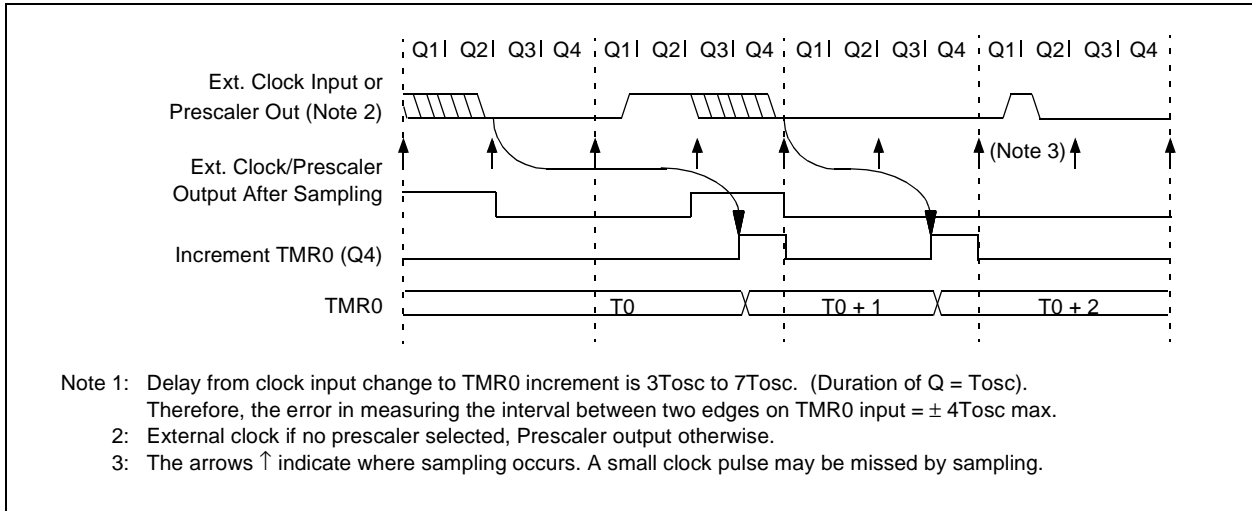 Q1 Q2 Q3 Q4 Q1 Q2 Q3 Q4 Q1 Q2 Q3 Q4 Q1 Q2 Q3 Q4
Ext. Clock Input or
Prescaler Out (Note 2)
(Note 3)
Ext. Clock/Prescaler
Output After Sampling
Increment TMR0 (Q4)
TMR0 T0 T0 + 1 T0 + 2
Note 1: Delay from clock input change to TMR0 increment is 3Tosc to 7Tosc. (Duration of Q = Tosc).
Therefore, the error in measuring the interval between two edges on TMR0 input = ± 4Tosc max.
2: External clock if no prescaler selected, Prescaler output otherwise.
3: The arrows ↑ indicate where sampling occurs. A small clock pulse may be missed by sampling.